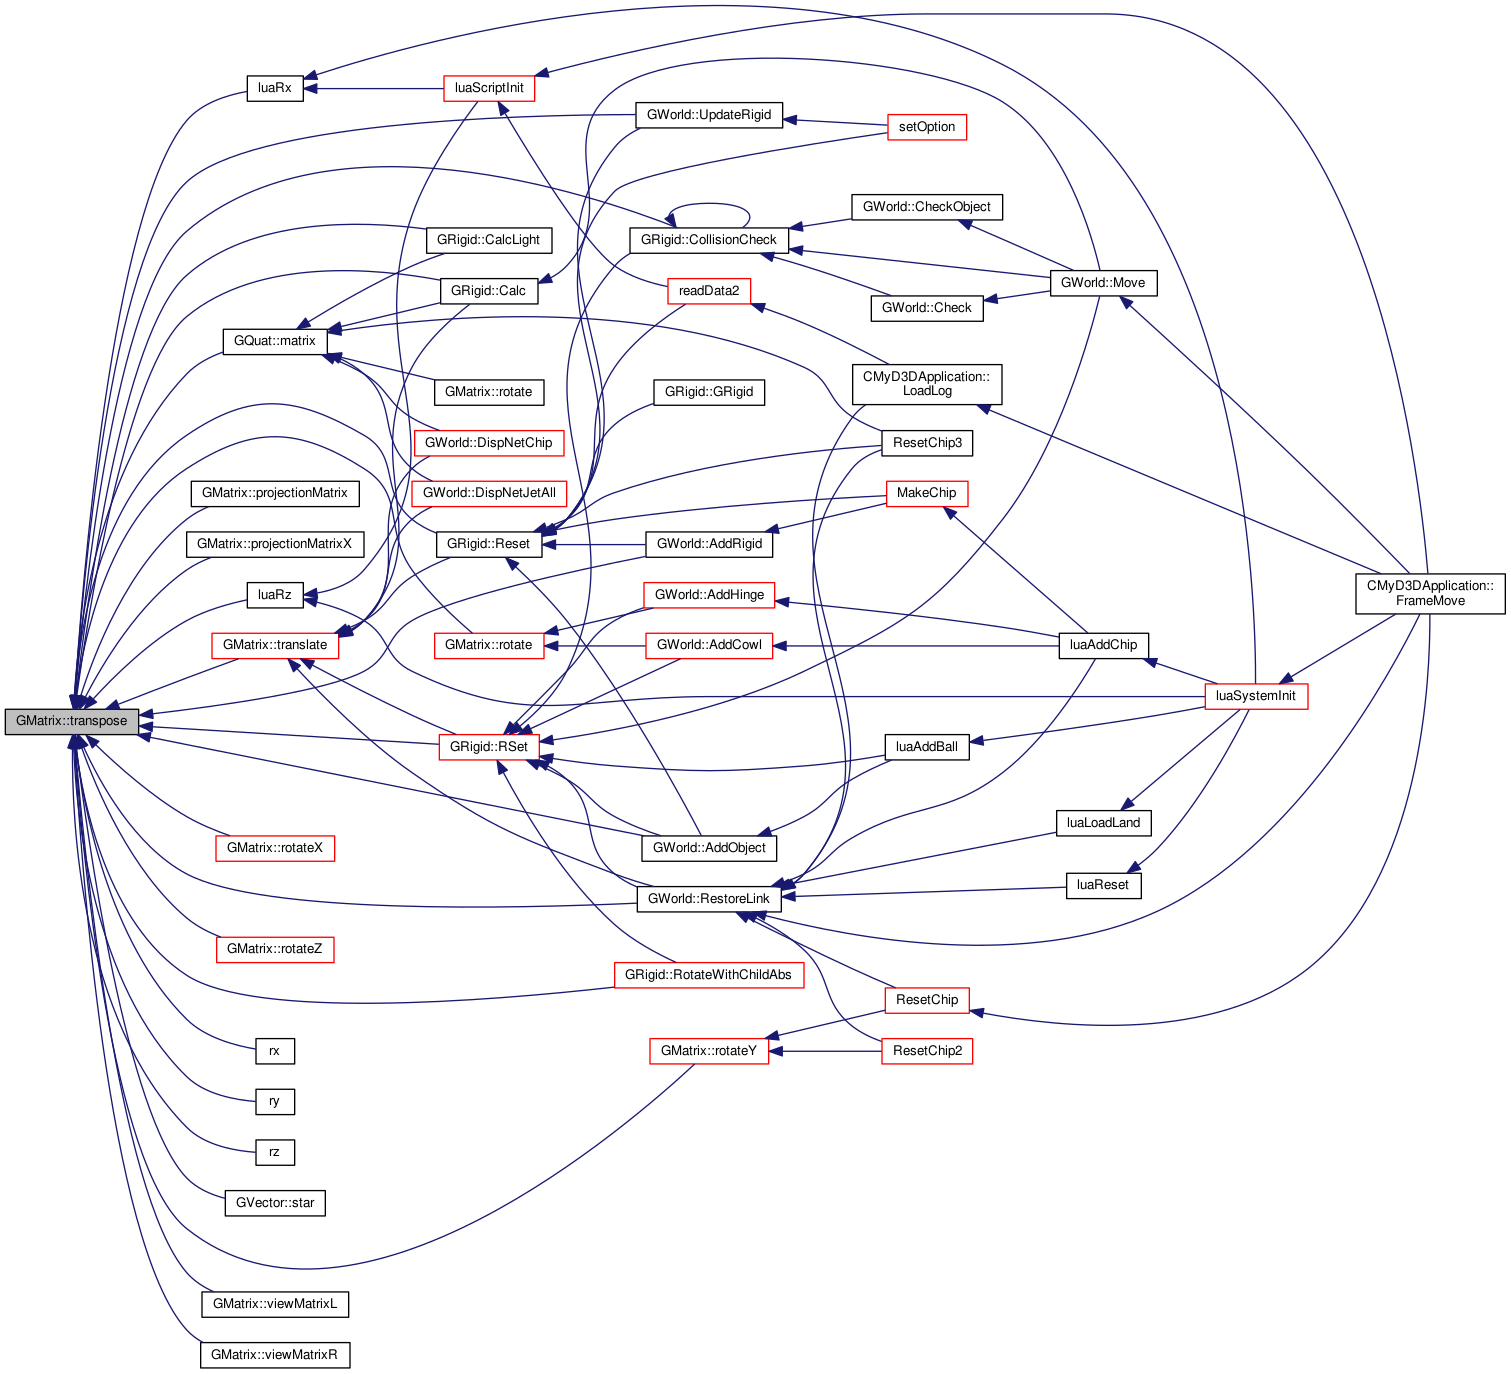 luaRx
luaScriptInit
GWorld::UpdateRigid
setOption
GWorld::CheckObject
GRigid::CalcLight
GRigid::CollisionCheck
GRigid::Calc
readData2
GWorld::Move
GWorld::Check
GQuat::matrix
GMatrix::rotate
GRigid::GRigid
CMyD3DApplication::
LoadLog
GWorld::DispNetChip
ResetChip3
GMatrix::projectionMatrix
GWorld::DispNetJetAll
MakeChip
GMatrix::projectionMatrixX
GRigid::Reset
GWorld::AddRigid
luaRz
GWorld::AddHinge
CMyD3DApplication::
FrameMove
GMatrix::translate
GMatrix::rotate
GWorld::AddCowl
luaAddChip
luaSystemInit
GMatrix::transpose
GRigid::RSet
luaAddBall
luaLoadLand
GMatrix::rotateX
GWorld::AddObject
luaReset
GWorld::RestoreLink
GMatrix::rotateZ
GRigid::RotateWithChildAbs
ResetChip
rx
GMatrix::rotateY
ResetChip2
ry
rz
GVector::star
GMatrix::viewMatrixL
GMatrix::viewMatrixR